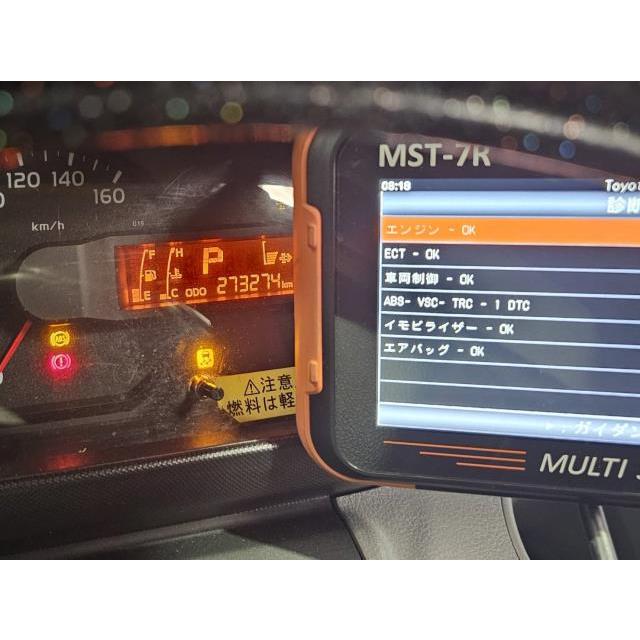 MST-7R
08:18 Toyo
診断
エンジン - OK
ECT - OK
車両制御 - OK
ABS- VSC- TRC - 1 DTC
イモビライザー - OK
エアバッグ - OK
ガイダン
MULTI
120 140 160
km/h
F H P
E C ODO 273274km
ABS
⚠注意
燃料は軽